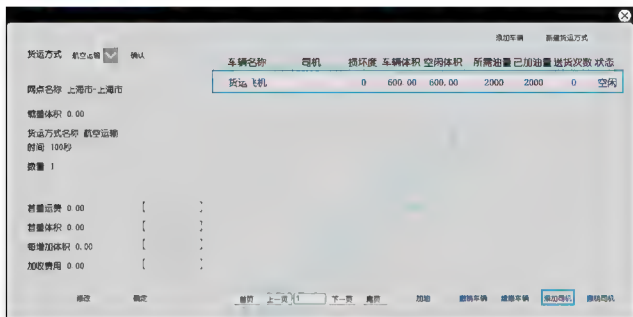 添加车辆 新建货运方式
货运方式 航空运输 确认
车辆名称 司机 损坏度 车辆体积 空闲体积 所需油量 已加油量 送货次数 状态
货运飞机 0 600.00 600.00 2000 2000 0 空闲
网点名称 上海市-上海市
载重体积 0.00
货运方式名称 航空运输
时间 100秒
数量 1
首重运费 0.00 [ ]
首重体积 0.00 [ ]
每增加体积 0.00 [ ]
加收费用 0.00 [ ]
修改 确定 首页 上一页 1 下一页 尾页 加油 撤销车辆 维修车辆 添加司机 撤销司机